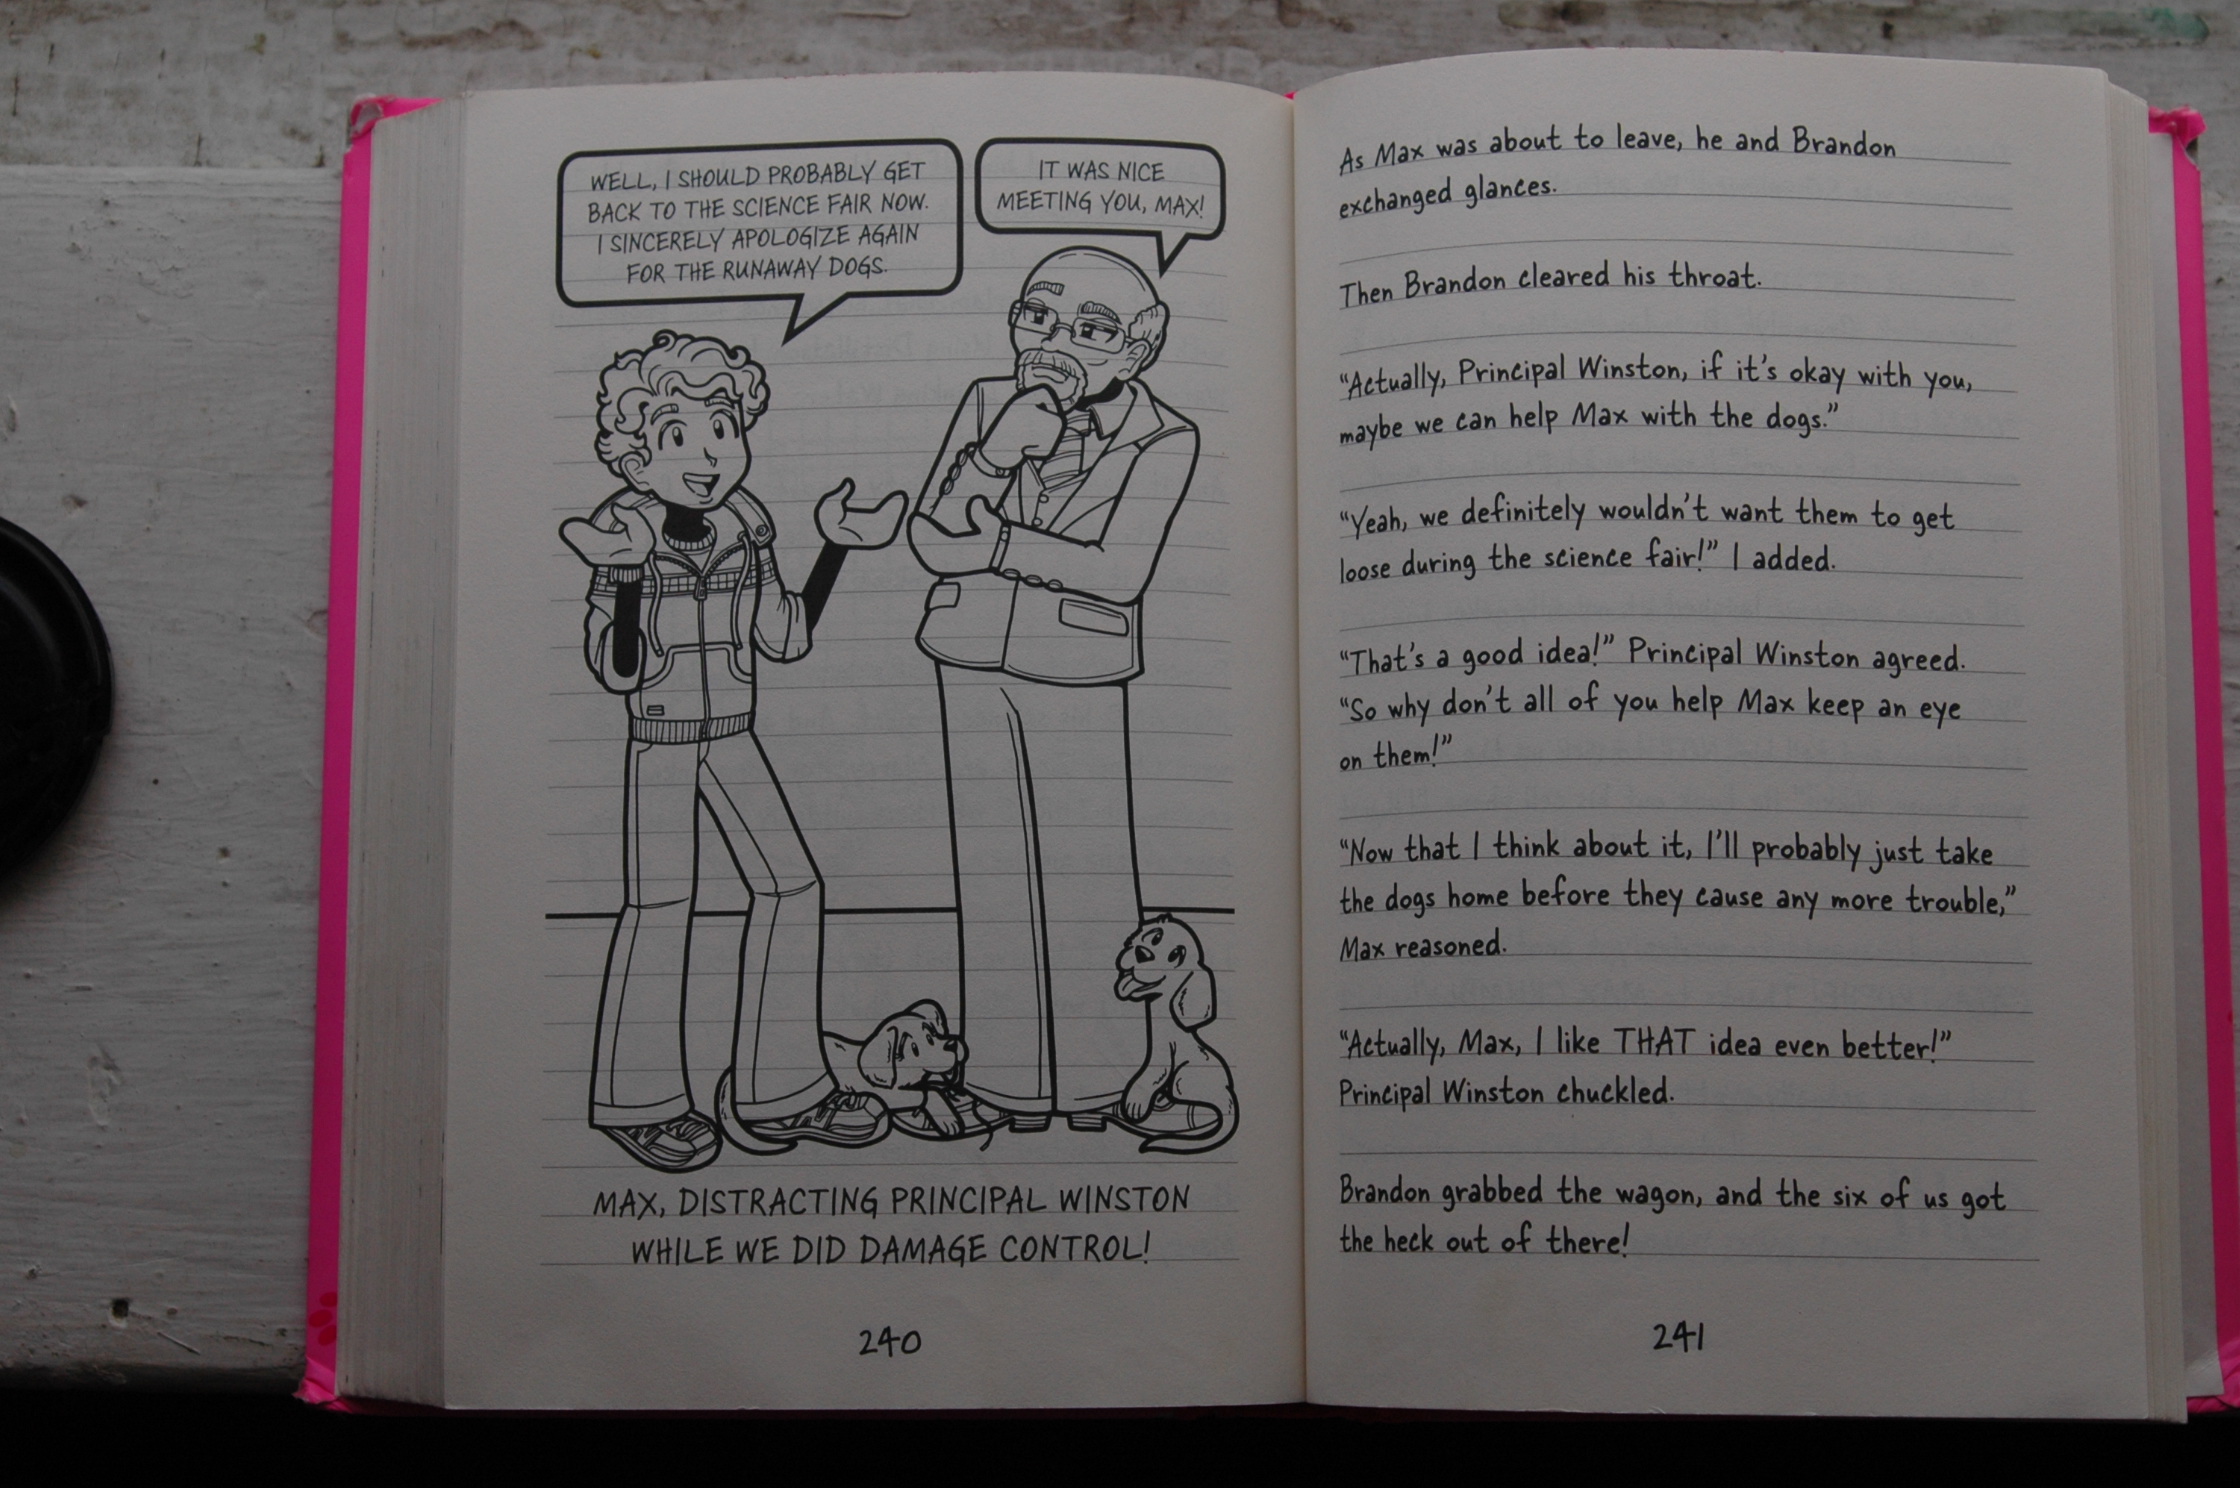 WELL, I SHOULD PROBABLY GET
BACK TO THE SCIENCE FAIR NOW.
I SINCERELY APOLOGIZE AGAIN
FOR THE RUNAWAY DOGS.
IT WAS NICE
MEETING YOU, MAX!
MAX, DISTRACTING PRINCIPAL WINSTON
WHILE WE DID DAMAGE CONTROL!
240
As Max was about to leave, he and Brandon
exchanged glances.
Then Brandon cleared his throat.
“Actually, Principal Winston, if it’s okay with you,
maybe we can help Max with the dogs.”
“Yeah, we definitely wouldn’t want them to get
loose during the science fair!” I added.
“That’s a good idea!” Principal Winston agreed.
“So why don’t all of you help Max keep an eye
on them!”
“Now that I think about it, I’ll probably just take
the dogs home before they cause any more trouble,”
Max reasoned.
“Actually, Max, I like THAT idea even better!”
Principal Winston chuckled.
Brandon grabbed the wagon, and the six of us got
the heck out of there!
241